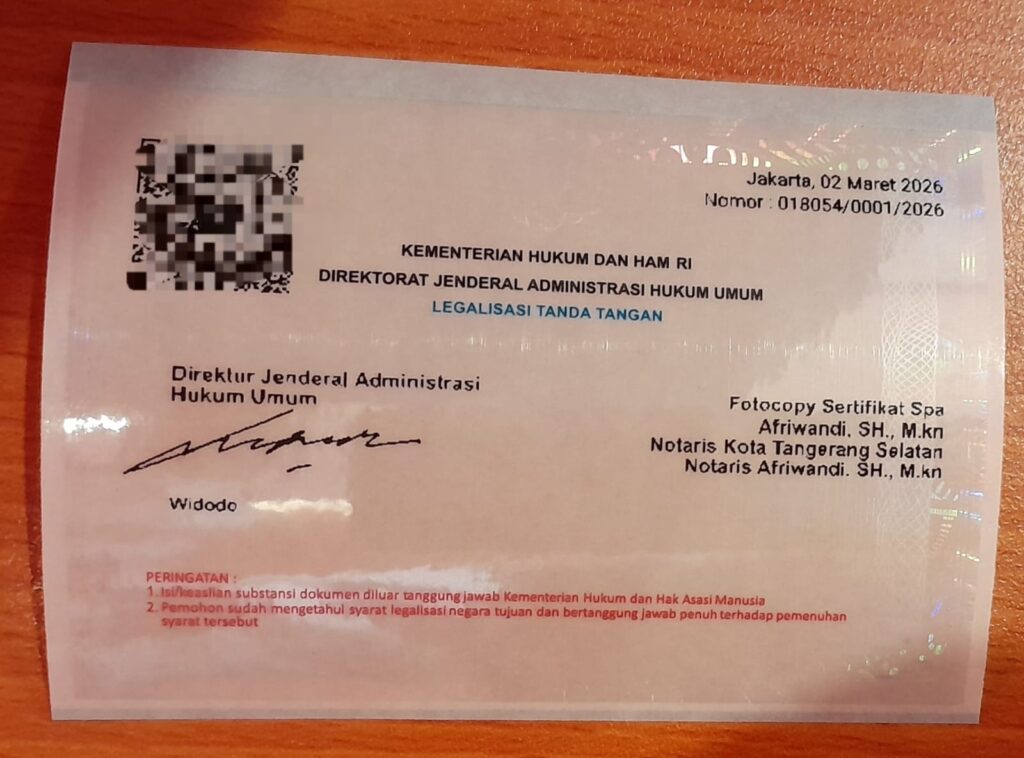 Jakarta, 02 Maret 2026
Nomor : 018054/0001/2026
KEMENTERIAN HUKUM DAN HAM RI
DIREKTORAT JENDERAL ADMINISTRASI HUKUM UMUM
LEGALISASI TANDA TANGAN
Direktur Jenderal Administrasi
Hukum Umum
Widodo
Fotocopy Sertifikat Spa
Afriwandi. SH., M.kn
Notaris Kota Tangerang Selatan
Notaris Afriwandi. SH., M.kn
PERINGATAN :
1. Isi/keaslian substansi dokumen diluar tanggung jawab Kementerian Hukum dan Hak Asasi Manusia
2. Pemohon sudah mengetahui syarat legalisasi negara tujuan dan bertanggung jawab penuh terhadap pemenuhan
syarat tersebut